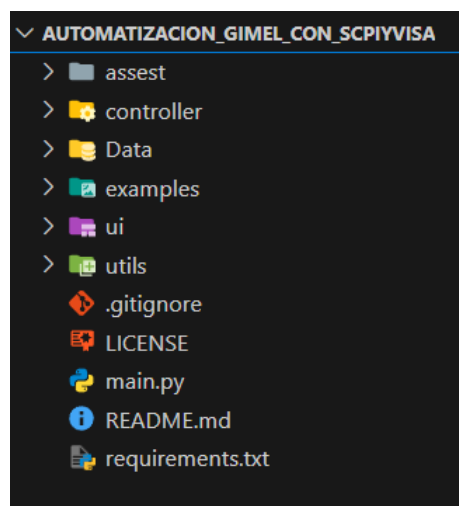 AUTOMATIZACION_GIMEL_CON_SCPIYVISA
assest
controller
Data
examples
ui
utils
.gitignore
LICENSE
main.py
README.md
requirements.txt